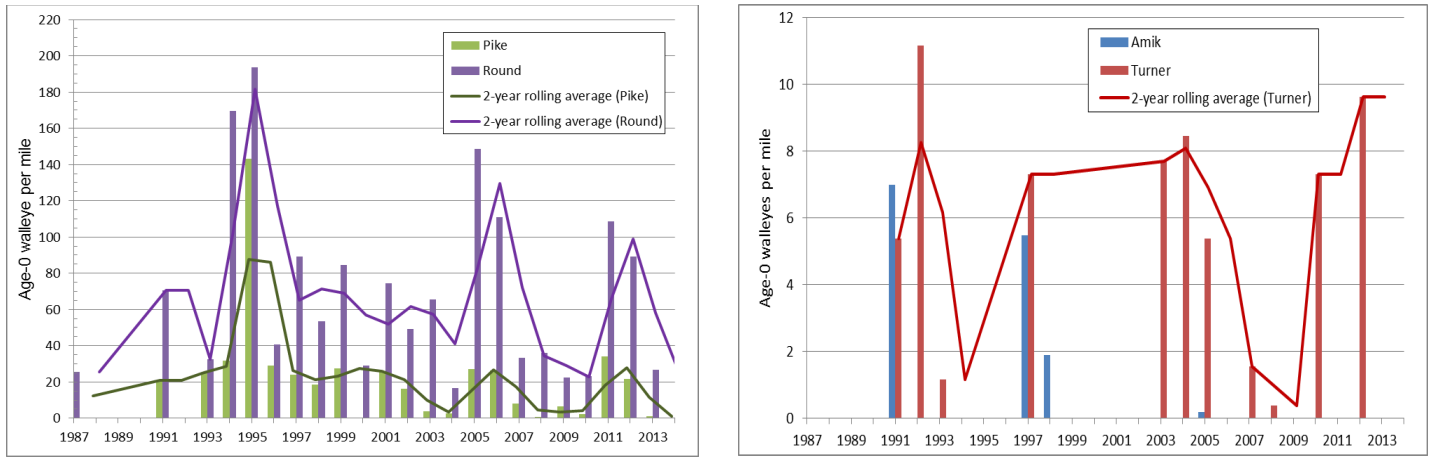 220
200
180
160
140
120
100
80
60
40
20
0
Age-0 walleye per mile
Pike
Round
2-year rolling average (Pike)
2-year rolling average (Round)
1987 1989 1991 1993 1995 1997 1999 2001 2003 2005 2007 2009 2011 2013
12
10
8
6
4
2
0
Age-0 walleyes per mile
Amik
Turner
2-year rolling average (Turner)
1987 1989 1991 1993 1995 1997 1999 2001 2003 2005 2007 2009 2011 2013